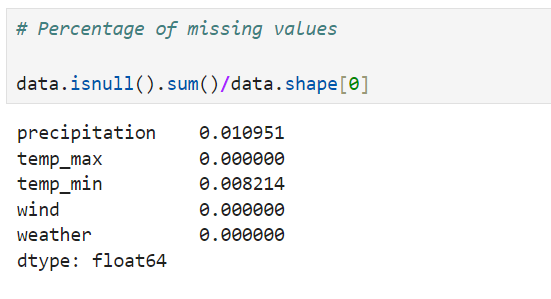 # Percentage of missing values
data.isnull().sum()/data.shape[0]
precipitation    0.010951
temp_max         0.000000
temp_min         0.008214
wind             0.000000
weather          0.000000
dtype: float64